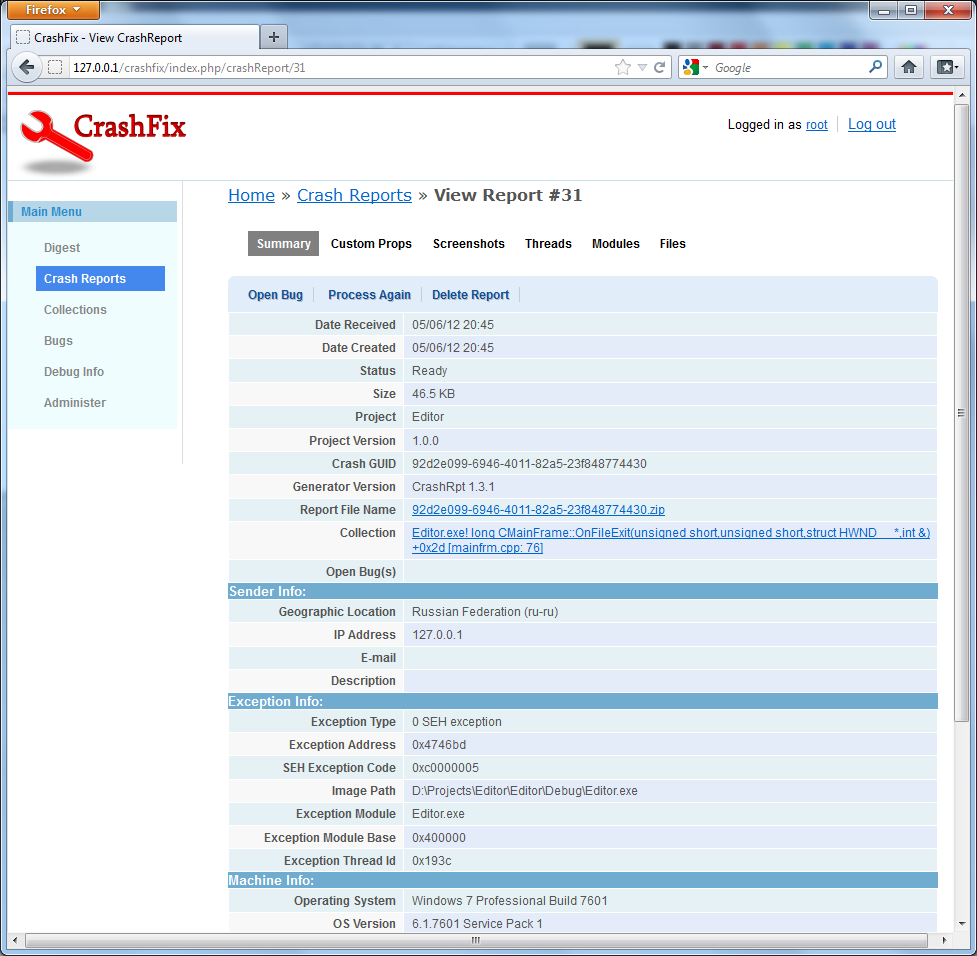 Firefox
CrashFix - View CrashReport
127.0.0.1/crashfix/index.php/crashReport/31
Google
CrashFix
Logged in as root
Log out
Main Menu
Digest
Crash Reports
Collections
Bugs
Debug Info
Administer
Home » Crash Reports » View Report #31
Summary Custom Props Screenshots Threads Modules Files
Open Bug Process Again Delete Report
Date Received 05/06/12 20:45
Date Created 05/06/12 20:45
Status Ready
Size 46.5 KB
Project Editor
Project Version 1.0.0
Crash GUID 92d2e099-6946-4011-82a5-23f848774430
Generator Version CrashRpt 1.3.1
Report File Name 92d2e099-6946-4011-82a5-23f848774430.zip
Collection Editor.exe! long CMainFrame::OnFileExit(unsigned short,unsigned short,struct HWND__ *,int &)
+0x2d [mainfrm.cpp: 76]
Open Bug(s)
Sender Info:
Geographic Location Russian Federation (ru-ru)
IP Address 127.0.0.1
E-mail
Description
Exception Info:
Exception Type 0 SEH exception
Exception Address 0x4746bd
SEH Exception Code 0xc0000005
Image Path D:\Projects\Editor\Editor\Debug\Editor.exe
Exception Module Editor.exe
Exception Module Base 0x400000
Exception Thread Id 0x193c
Machine Info:
Operating System Windows 7 Professional Build 7601
OS Version 6.1.7601 Service Pack 1